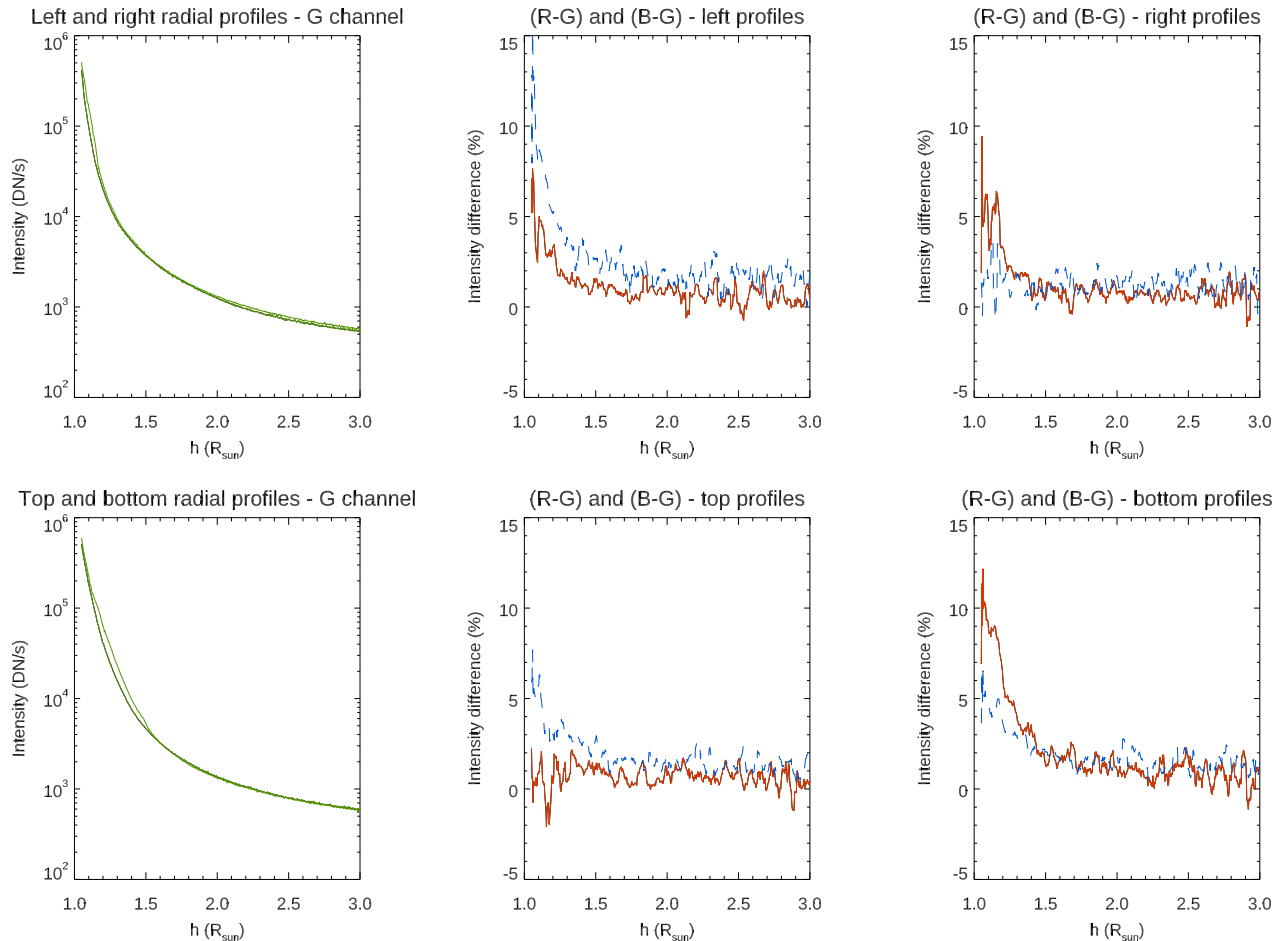 Left and right radial profiles - G channel
(R-G) and (B-G) - left profiles
(R-G) and (B-G) - right profiles
10⁶
10⁵
10⁴
10³
10²
Intensity (DN/s)
1.0 1.5 2.0 2.5 3.0
h (R_sun)
15
10
5
0
-5
Intensity difference (%)
1.0 1.5 2.0 2.5 3.0
h (R_sun)
15
10
5
0
-5
Intensity difference (%)
1.0 1.5 2.0 2.5 3.0
h (R_sun)
Top and bottom radial profiles - G channel
(R-G) and (B-G) - top profiles
(R-G) and (B-G) - bottom profiles
10⁶
10⁵
10⁴
10³
10²
Intensity (DN/s)
1.0 1.5 2.0 2.5 3.0
h (R_sun)
15
10
5
0
-5
Intensity difference (%)
1.0 1.5 2.0 2.5 3.0
h (R_sun)
15
10
5
0
-5
Intensity difference (%)
1.0 1.5 2.0 2.5 3.0
h (R_sun)